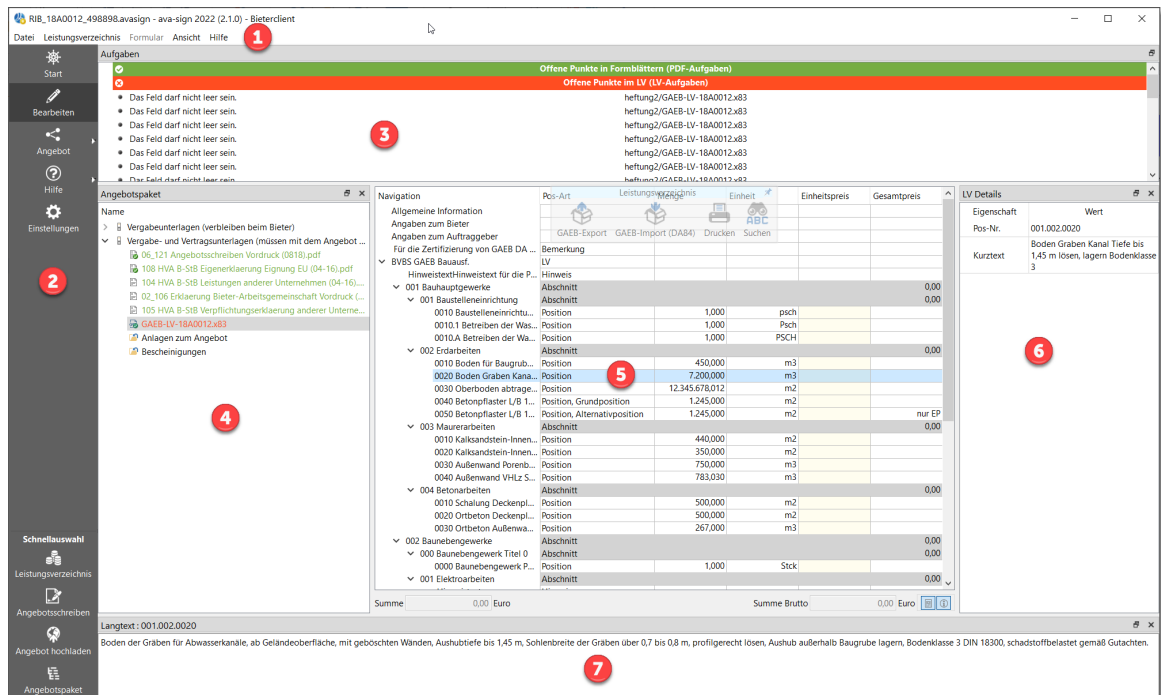 RIB_18A0012_498898.avasign - ava-sign 2022 (2.1.0) - Bieterclient
Datei Leistungsverzeichnis Formular Ansicht Hilfe
1
Start
Bearbeiten
Angebot
Hilfe
Einstellungen
2
Schnellauswahl
Leistungsverzeichnis
Angebotsschreiben
Angebot hochladen
Angebotspaket
Aufgaben
Offene Punkte in Formblättern (PDF-Aufgaben)
Offene Punkte im LV (LV-Aufgaben)
Das Feld darf nicht leer sein. heftung2/GAEB-LV-18A0012.x83
Das Feld darf nicht leer sein. heftung2/GAEB-LV-18A0012.x83
Das Feld darf nicht leer sein. heftung2/GAEB-LV-18A0012.x83
Das Feld darf nicht leer sein. heftung2/GAEB-LV-18A0012.x83
Das Feld darf nicht leer sein. heftung2/GAEB-LV-18A0012.x83
Das Feld darf nicht leer sein. heftung2/GAEB-LV-18A0012.x83
Das Feld darf nicht leer sein. heftung2/GAEB-LV-18A0012.x83
3
Angebotspaket
Name
Vergabeunterlagen (verbleiben beim Bieter)
Vergabe- und Vertragsunterlagen (müssen mit dem Angebot ...
06_121 Angebotsschreiben Vordruck (0818).pdf
108 HVA B-StB Eigenerklaerung Eignung EU (04-16).pdf
104 HVA B-StB Leistungen anderer Unternehmen (04-16)....
02_106 Erklaerung Bieter-Arbeitsgemeinschaft Vordruck (...
105 HVA B-StB Verpflichtungserklaerung anderer Unterne...
GAEB-LV-18A0012.x83
Anlagen zum Angebot
Bescheinigungen
4
Navigation Pos-Art Menge Einheit Einheitspreis Gesamtpreis
Leistungsverzeichnis
GAEB-Export GAEB-Import (DA84) Drucken Suchen
ABC
Allgemeine Information
Angaben zum Bieter
Angaben zum Auftraggeber
Für die Zertifizierung von GAEB DA ... Bemerkung
BVBS GAEB Bauausf. LV
HinweistextHinweistext für die P... Hinweis
001 Bauhauptgewerke Abschnitt 0,00
001 Baustelleneinrichtung Abschnitt 0,00
0010 Baustelleneinrichtu... Position 1,000 psch
0010.1 Betreiben der Was... Position 1,000 Psch
0010.A Betreiben der Wa... Position 1,000 PSCH
002 Erdarbeiten Abschnitt 0,00
0010 Boden für Baugrub... Position 450,000 m3
0020 Boden Graben Kana... Position 7.200,000 m3
0030 Oberboden abtrage... Position 12.345.678,012 m2
0040 Betonpflaster L/B 1... Position, Grundposition 1.245,000 m2
0050 Betonpflaster L/B 1... Position, Alternativposition 1.245,000 m2 nur EP
003 Maurerarbeiten Abschnitt 0,00
0010 Kalksandstein-Innen... Position 440,000 m2
0020 Kalksandstein-Innen... Position 350,000 m2
0030 Außenwand Porenb... Position 750,000 m3
0040 Außenwand VHLz S... Position 783,030 m3
004 Betonarbeiten Abschnitt 0,00
0010 Schalung Deckenpl... Position 500,000 m2
0020 Ortbeton Deckenpl... Position 500,000 m2
0030 Ortbeton Außenwa... Position 267,000 m3
002 Baunebengewerke Abschnitt 0,00
000 Baunebengewerk Titel 0 Abschnitt 0,00
0000 Baunebengewerk P... Position 1,000 Stck
001 Elektroarbeiten Abschnitt 0,00
5
Summe 0,00 Euro Summe Brutto 0,00 Euro
LV Details
Eigenschaft Wert
Pos-Nr. 001.002.0020
Kurztext Boden Graben Kanal Tiefe bis
1,45 m lösen, lagern Bodenklasse
3
6
Langtext : 001.002.0020
Boden der Gräben für Abwasserkanäle, ab Geländeoberfläche, mit geböschten Wänden, Aushubtiefe bis 1,45 m, Sohlenbreite der Gräben über 0,7 bis 0,8 m, profilgerecht lösen, Aushub außerhalb Baugrube lagern, Bodenklasse 3 DIN 18300, schadstoffbelastet gemäß Gutachten.
7